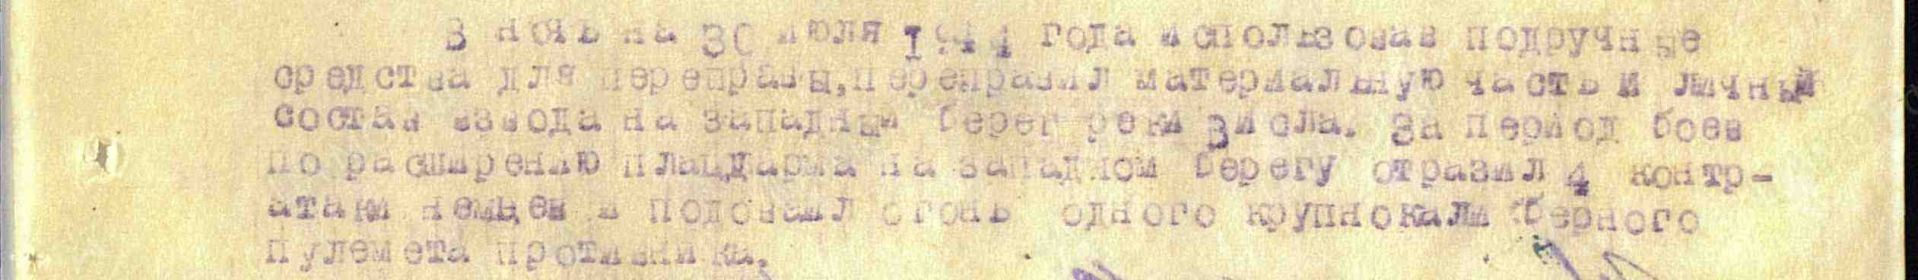 В ночь на 30 июля 1944 года использовав подручные
средства для переправы, переправил материальную часть и личный
состав взвода на западный берег реки Висла. За период боев
по расширению плацдарма на западном берегу отразил 4 контр-
атаки немцев и подовамл огонь одного крупнокалиберного
пулемета противника.